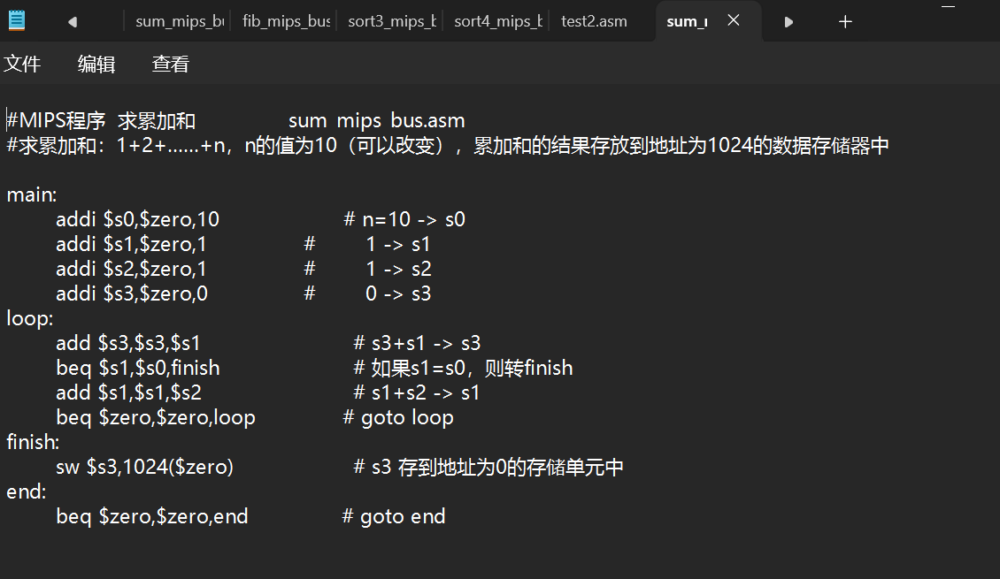 sum_mips_bu fib_mips_bus sort3_mips_b sort4_mips_b test2.asm sum_
文件 编辑 查看
#MIPS程序 求累加和 sum mips bus.asm
#求累加和：1+2+......+n，n的值为10（可以改变），累加和的结果存放到地址为1024的数据存储器中
main:
addi $s0,$zero,10 # n=10 -> s0
addi $s1,$zero,1 # 1 -> s1
addi $s2,$zero,1 # 1 -> s2
addi $s3,$zero,0 # 0 -> s3
loop:
add $s3,$s3,$s1 # s3+s1 -> s3
beq $s1,$s0,finish # 如果s1=s0，则转finish
add $s1,$s1,$s2 # s1+s2 -> s1
beq $zero,$zero,loop # goto loop
finish:
sw $s3,1024($zero) # s3 存到地址为0的存储单元中
end:
beq $zero,$zero,end # goto end